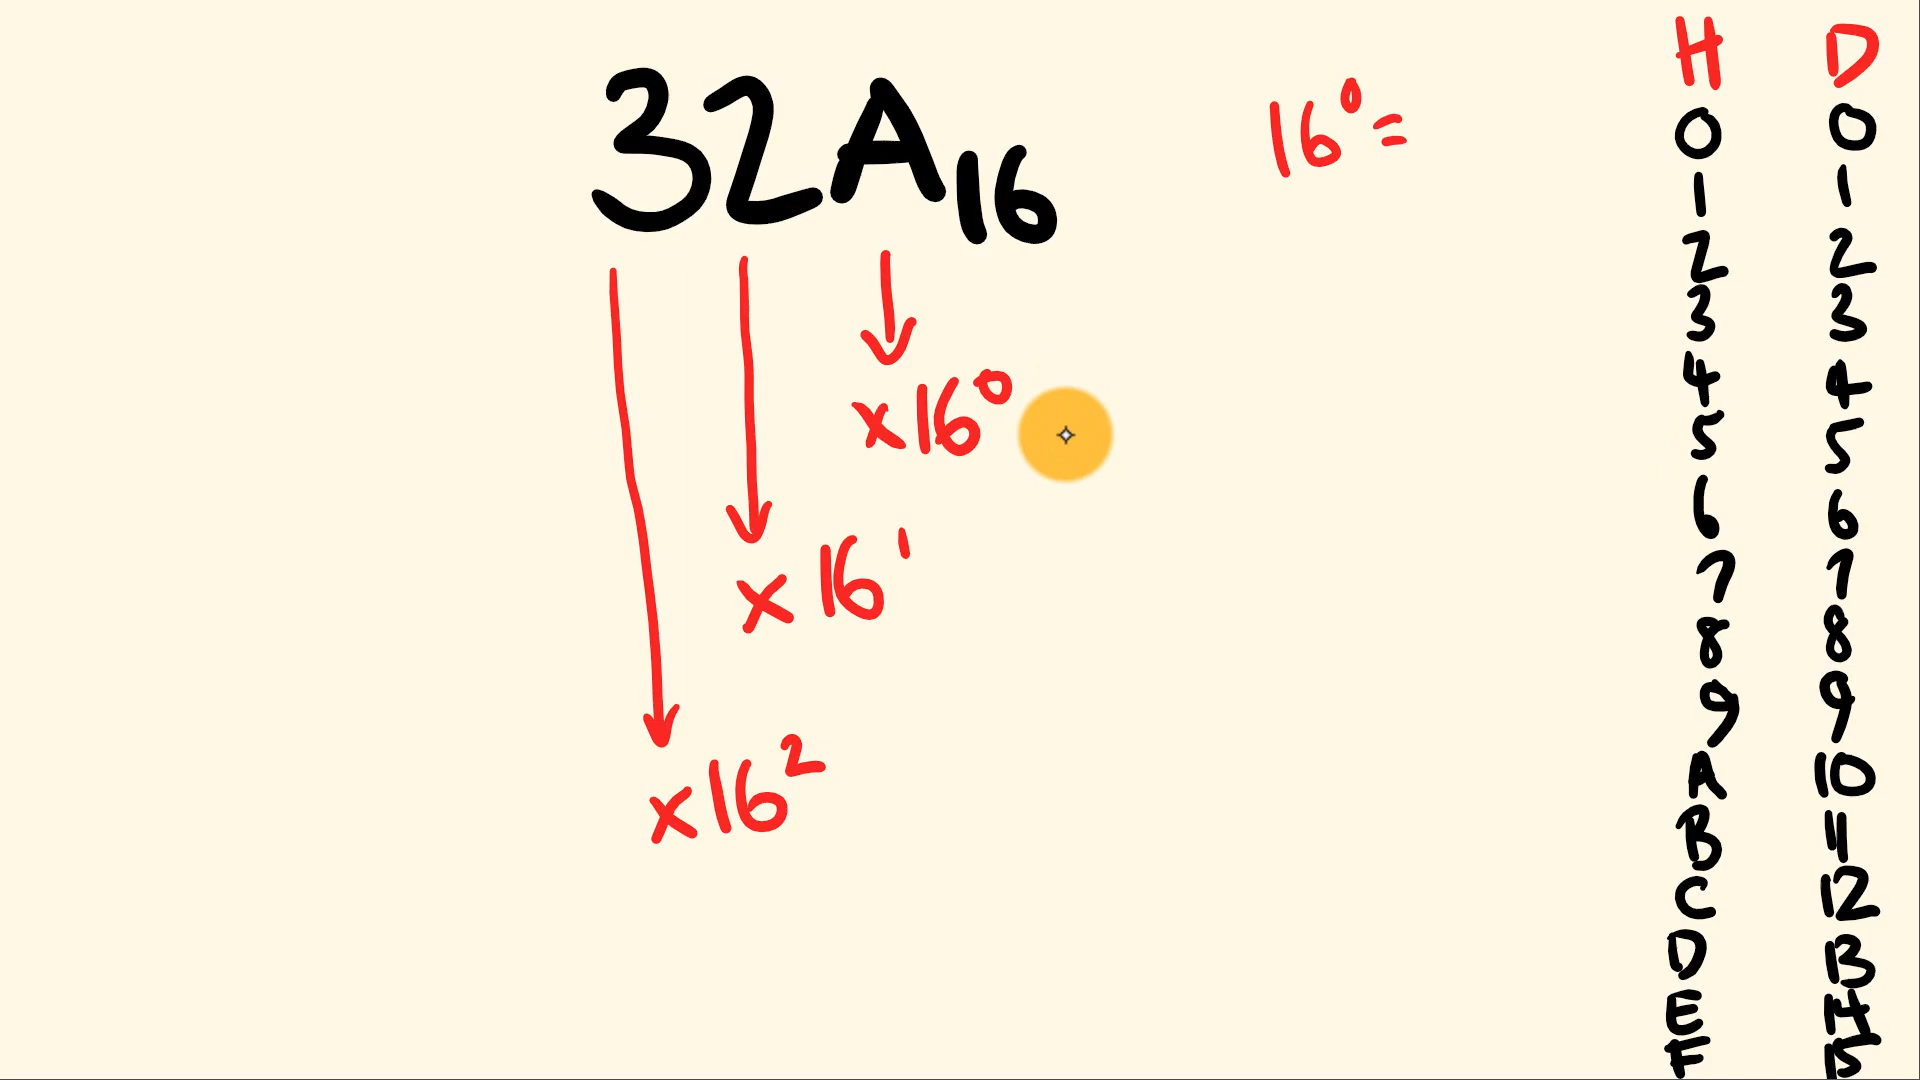 32A₁₆
16⁰=
x16⁰
x 16¹
x16²
H D
0 0
1 1
2 2
3 3
4 4
5 5
6 6
7 7
8 8
9 9
A 10
B 11
C 12
D 13
E 14
F 15